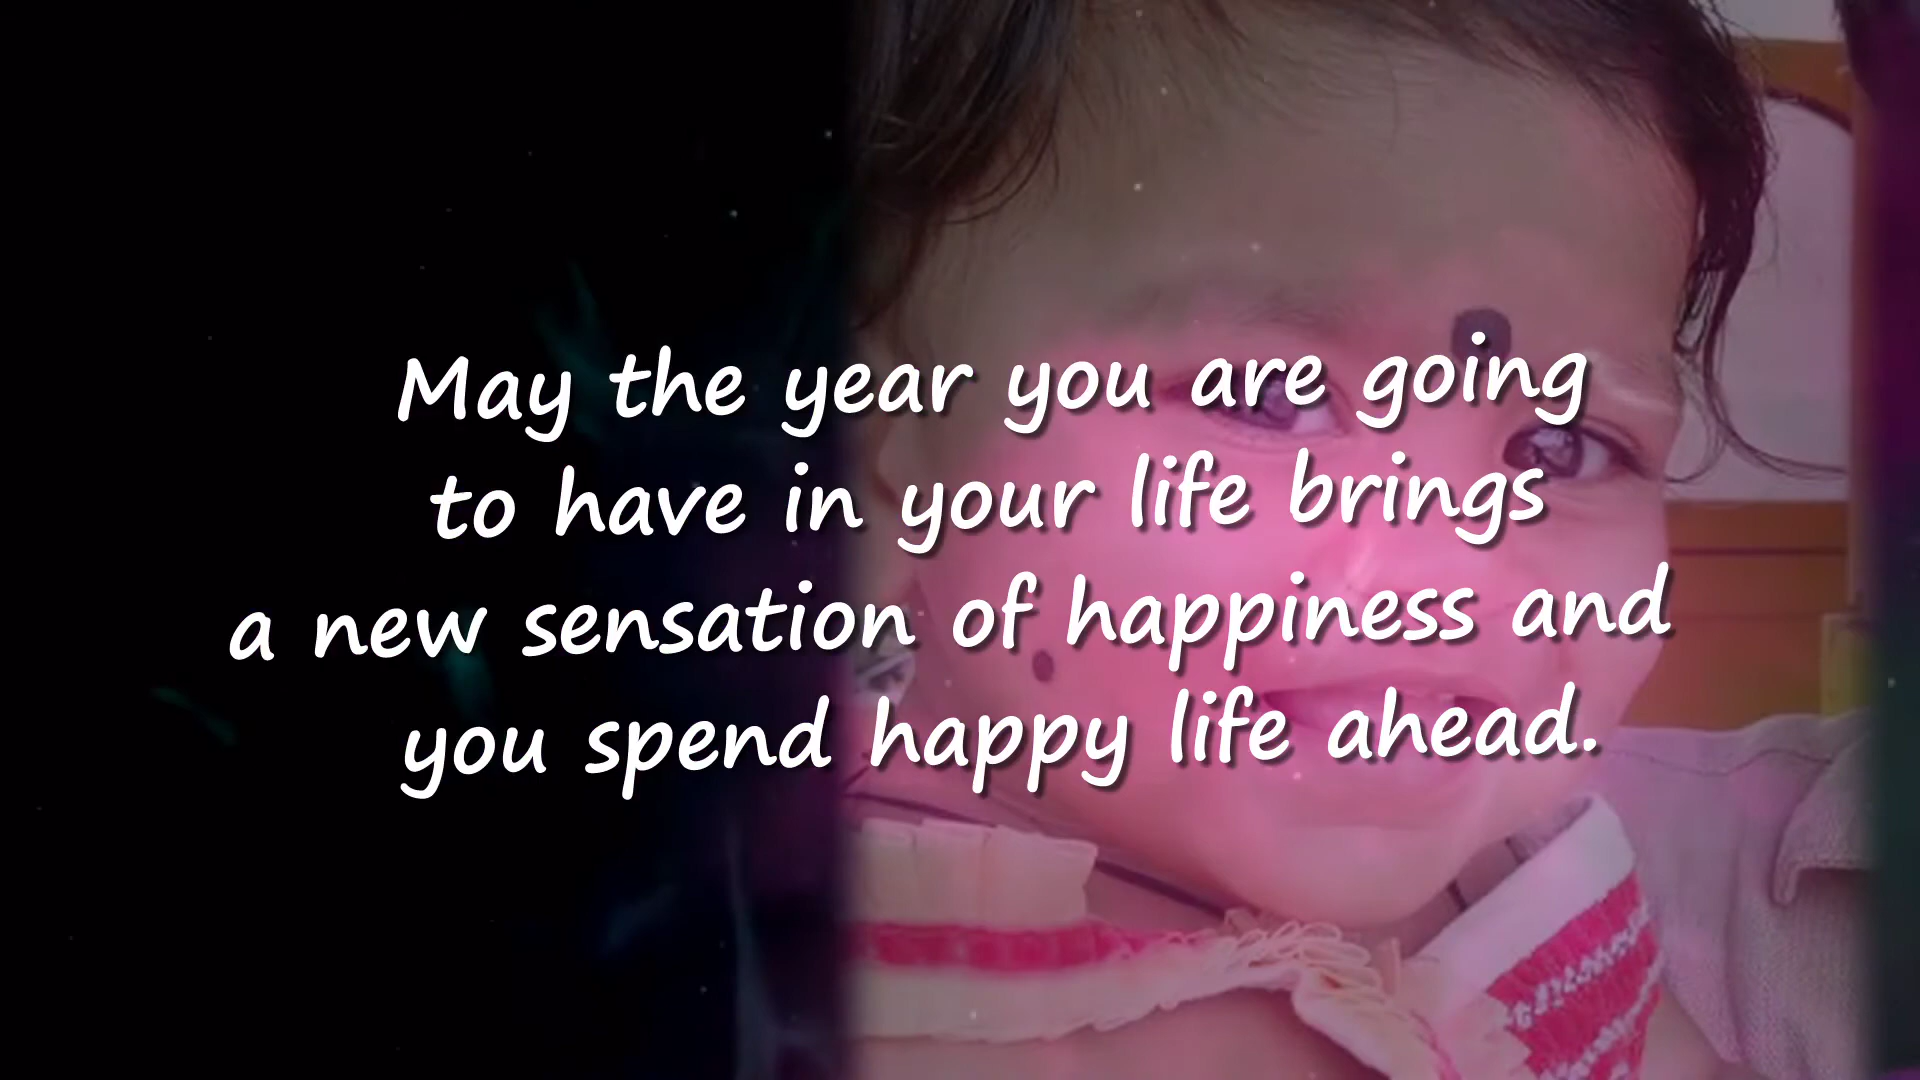 May the year you are going
to have in your life brings
a new sensation of happiness and
you spend happy life ahead.